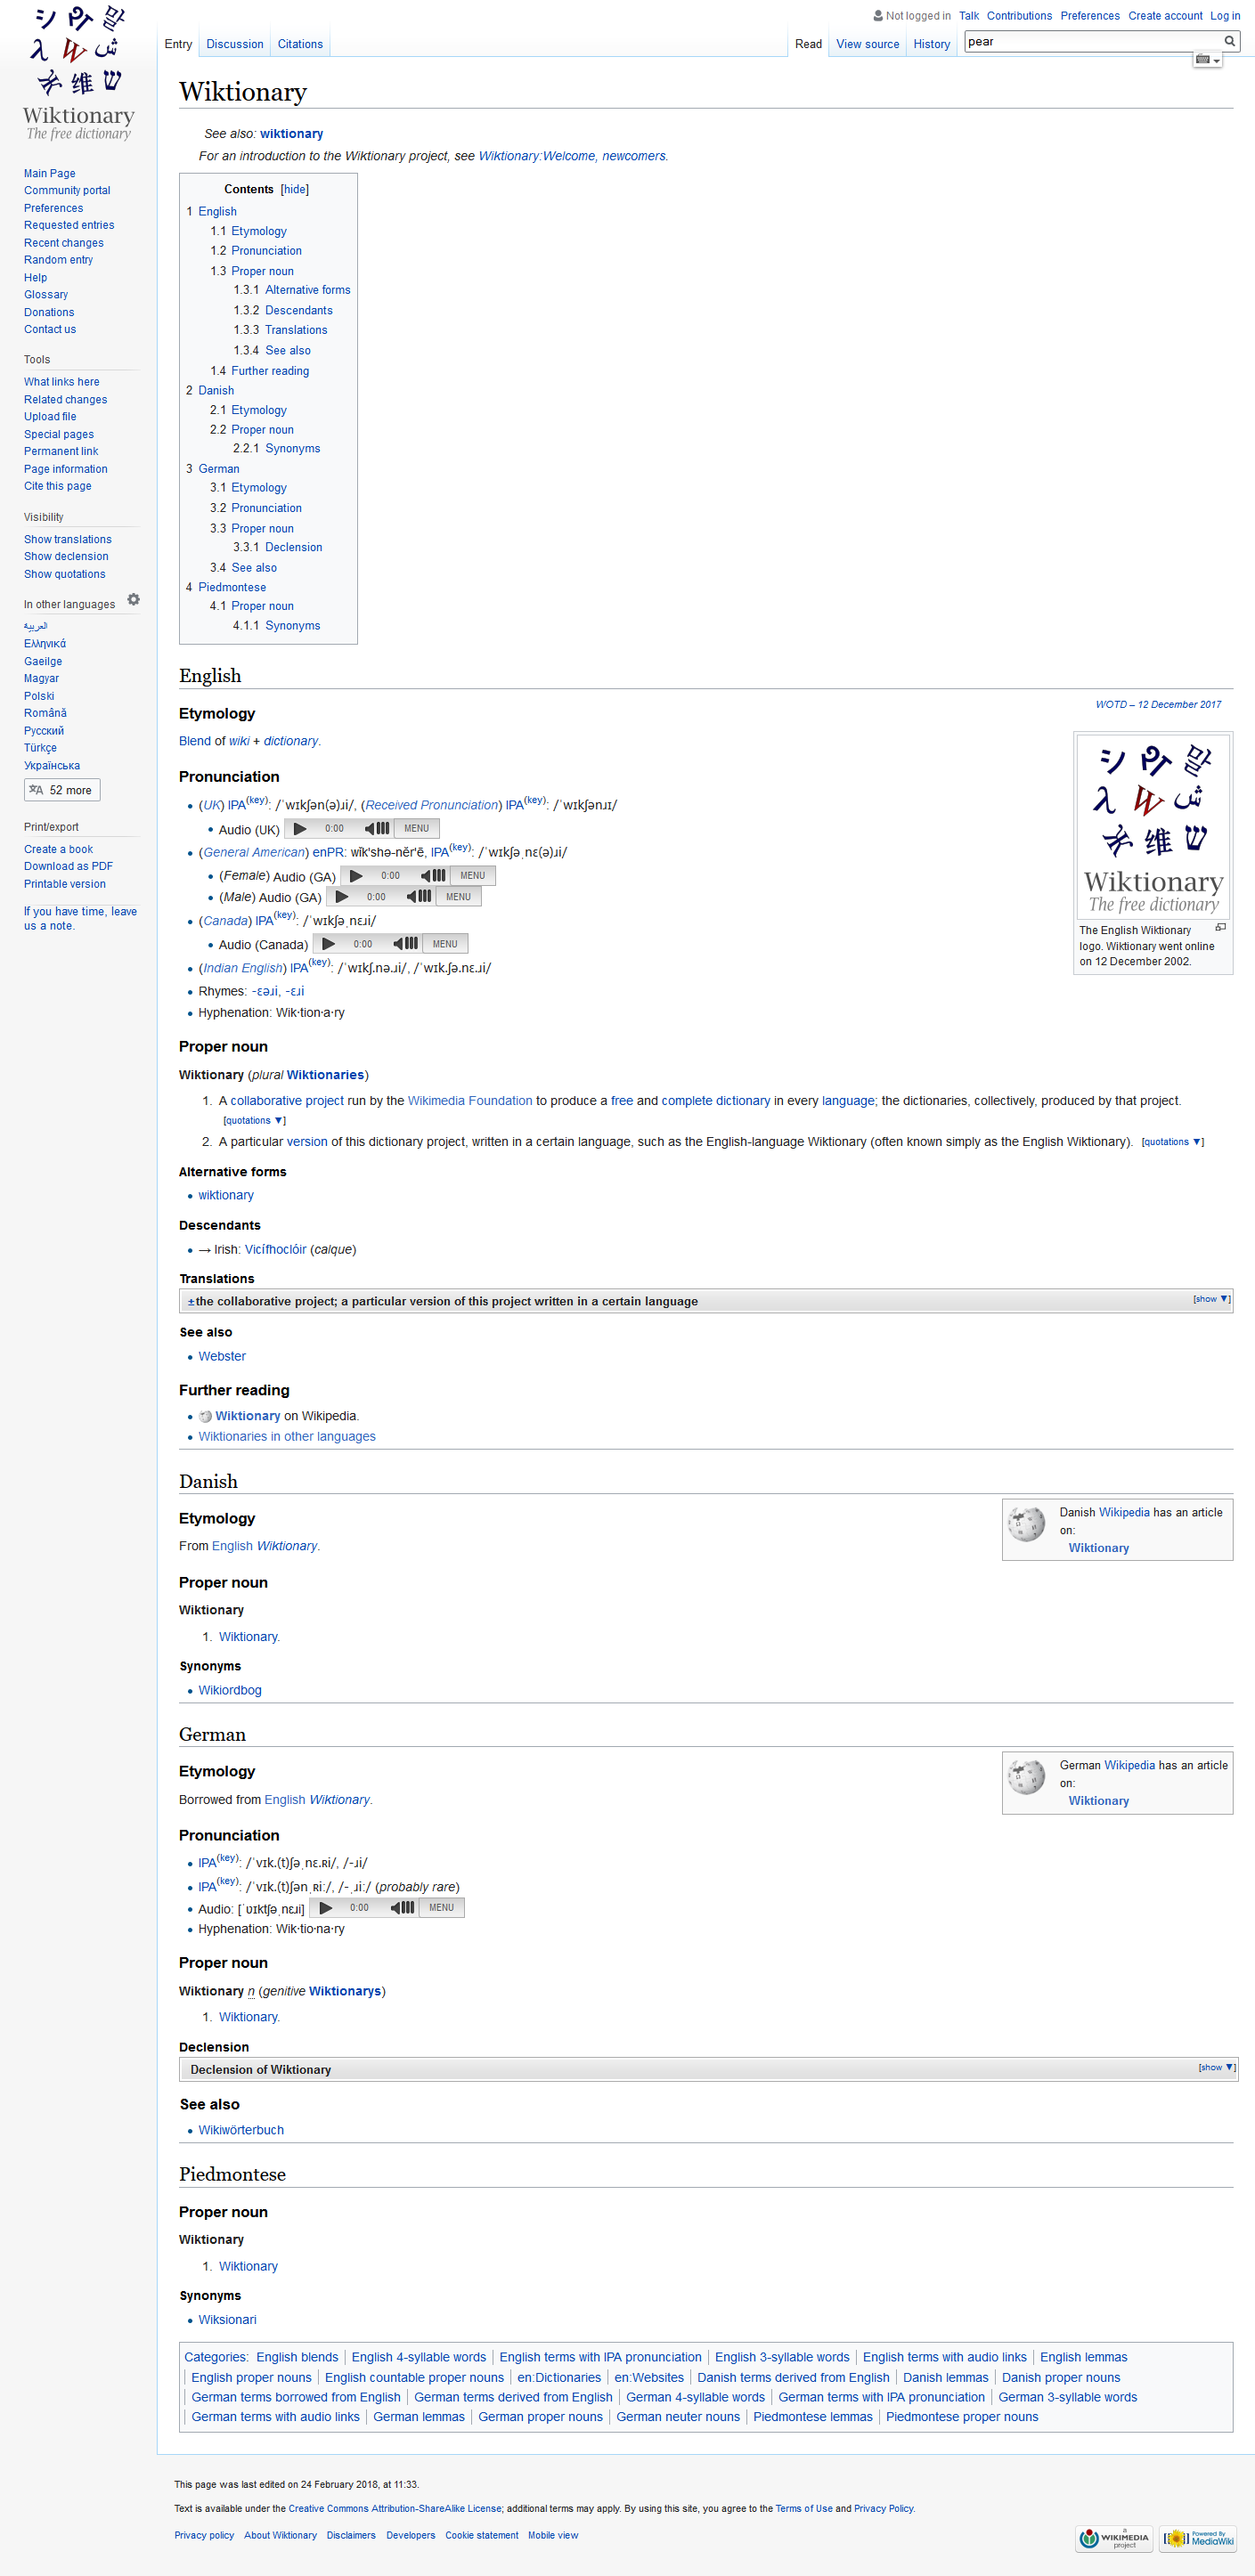 Not logged in Talk Contributions Preferences Create account Log in
Entry Discussion Citations
Read View source History pear
Wiktionary
The free dictionary
Main Page
Community portal
Preferences
Requested entries
Recent changes
Random entry
Help
Glossary
Donations
Contact us
Tools
What links here
Related changes
Upload file
Special pages
Permanent link
Page information
Cite this page
Visibility
Show translations
Show declension
Show quotations
In other languages
العربية
Ελληνικά
Gaeilge
Magyar
Polski
Română
Русский
Türkçe
Українська
52 more
Print/export
Create a book
Download as PDF
Printable version
If you have time, leave
us a note.
Wiktionary
See also: wiktionary
For an introduction to the Wiktionary project, see Wiktionary:Welcome, newcomers.
Contents [hide]
1 English
1.1 Etymology
1.2 Pronunciation
1.3 Proper noun
1.3.1 Alternative forms
1.3.2 Descendants
1.3.3 Translations
1.3.4 See also
1.4 Further reading
2 Danish
2.1 Etymology
2.2 Proper noun
2.2.1 Synonyms
3 German
3.1 Etymology
3.2 Pronunciation
3.3 Proper noun
3.3.1 Declension
3.4 See also
4 Piedmontese
4.1 Proper noun
4.1.1 Synonyms
English
WOTD – 12 December 2017
Etymology
Blend of wiki + dictionary.
Wiktionary
The free dictionary
The English Wiktionary
logo. Wiktionary went online
on 12 December 2002.
Pronunciation
• (UK) IPA(key): /ˈwɪkʃən(ə)ɹi/, (Received Pronunciation) IPA(key): /ˈwɪkʃənɹɪ/
• Audio (UK) 0:00 MENU
• (General American) enPR: wĭk'shə-nĕr'ē, IPA(key): /ˈwɪkʃəˌnɛ(ə)ɹi/
• (Female) Audio (GA) 0:00 MENU
• (Male) Audio (GA) 0:00 MENU
• (Canada) IPA(key): /ˈwɪkʃəˌnɛɹi/
• Audio (Canada) 0:00 MENU
• (Indian English) IPA(key): /ˈwɪkʃ.nə.ɹi/, /ˈwɪk.ʃə.nɛ.ɹi/
• Rhymes: -ɛəɹi, -ɛɹi
• Hyphenation: Wik‧tion‧a‧ry
Proper noun
Wiktionary (plural Wiktionaries)
1. A collaborative project run by the Wikimedia Foundation to produce a free and complete dictionary in every language; the dictionaries, collectively, produced by that project.
[quotations ▼]
2. A particular version of this dictionary project, written in a certain language, such as the English-language Wiktionary (often known simply as the English Wiktionary). [quotations ▼]
Alternative forms
• wiktionary
Descendants
• → Irish: Vicífhoclóir (calque)
Translations
±the collaborative project; a particular version of this project written in a certain language [show ▼]
See also
• Webster
Further reading
• Wiktionary on Wikipedia.
• Wiktionaries in other languages
Danish
Danish Wikipedia has an article
on:
Wiktionary
Etymology
From English Wiktionary.
Proper noun
Wiktionary
1. Wiktionary.
Synonyms
• Wikiordbog
German
German Wikipedia has an article
on:
Wiktionary
Etymology
Borrowed from English Wiktionary.
Pronunciation
• IPA(key): /ˈvɪk.(t)ʃəˌnɛ.ʀi/, /-ɹi/
• IPA(key): /ˈvɪk.(t)ʃənˌʀiː/, /-ˌɹiː/ (probably rare)
• Audio: [ˈʋɪktʃəˌnɛɹi] 0:00 MENU
• Hyphenation: Wik‧tio‧na‧ry
Proper noun
Wiktionary n (genitive Wiktionarys)
1. Wiktionary.
Declension
Declension of Wiktionary [show ▼]
See also
• Wikiwörterbuch
Piedmontese
Proper noun
Wiktionary
1. Wiktionary
Synonyms
• Wiksionari
Categories: English blends | English 4-syllable words | English terms with IPA pronunciation | English 3-syllable words | English terms with audio links | English lemmas
| English proper nouns | English countable proper nouns | en:Dictionaries | en:Websites | Danish terms derived from English | Danish lemmas | Danish proper nouns
| German terms borrowed from English | German terms derived from English | German 4-syllable words | German terms with IPA pronunciation | German 3-syllable words
| German terms with audio links | German lemmas | German proper nouns | German neuter nouns | Piedmontese lemmas | Piedmontese proper nouns
This page was last edited on 24 February 2018, at 11:33.
Text is available under the Creative Commons Attribution-ShareAlike License; additional terms may apply. By using this site, you agree to the Terms of Use and Privacy Policy.
Privacy policy About Wiktionary Disclaimers Developers Cookie statement Mobile view
A WIKIMEDIA project
Powered By MediaWiki